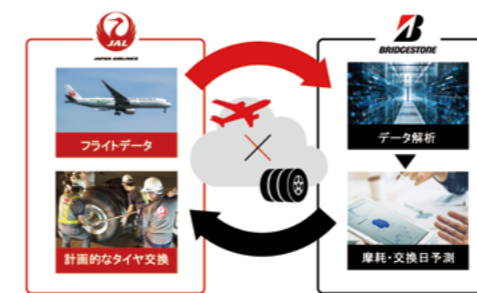 JAL
JAPAN AIRLINES
フライトデータ
計画的なタイヤ交換
BRIDGESTONE
データ解析
摩耗・交換日予測